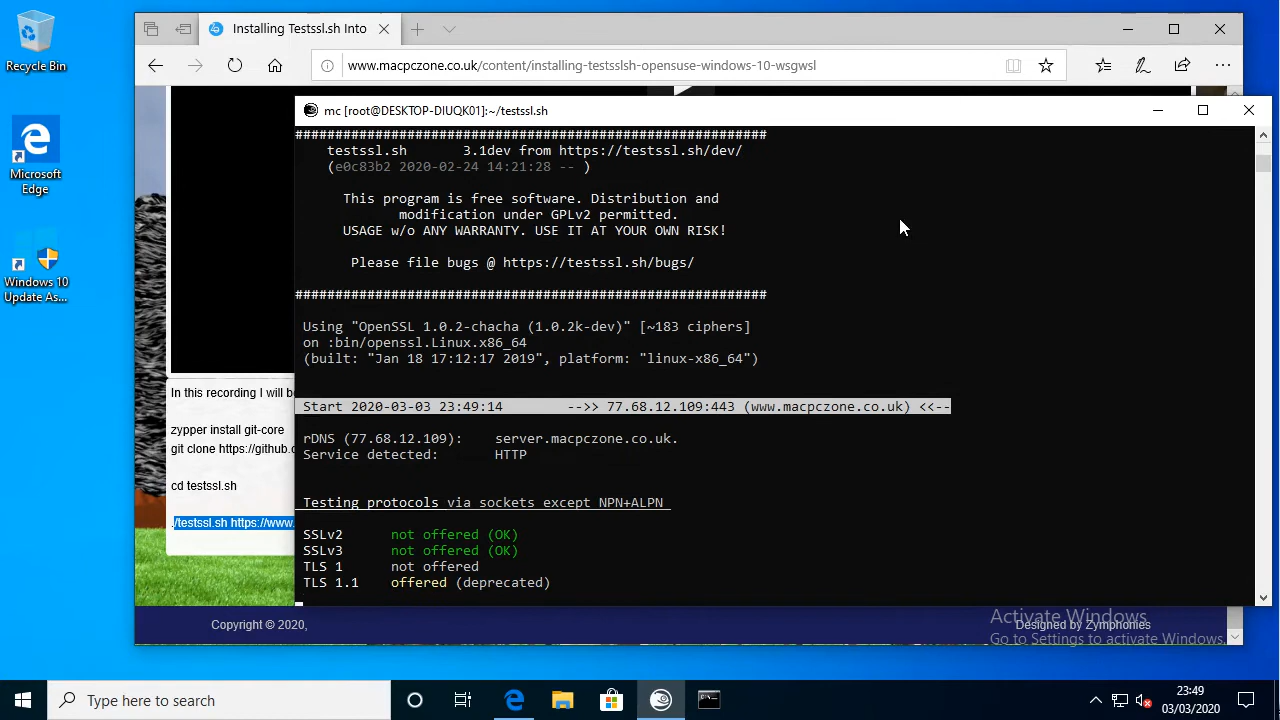 Recycle Bin
Microsoft
Edge
Windows 10
Update As...
Installing Testssl.sh Into
www.macpczone.co.uk/content/installing-testsslsh-opensuse-windows-10-wsgwsl
mc [root@DESKTOP-DIUQK01]:~/testssl.sh
###########################################################
testssl.sh 3.1dev from https://testssl.sh/dev/
(e0c83b2 2020-02-24 14:21:28 -- )
This program is free software. Distribution and
modification under GPLv2 permitted.
USAGE w/o ANY WARRANTY. USE IT AT YOUR OWN RISK!
Please file bugs @ https://testssl.sh/bugs/
###########################################################
Using "OpenSSL 1.0.2-chacha (1.0.2k-dev)" [~183 ciphers]
on :bin/openssl.Linux.x86_64
(built: "Jan 18 17:12:17 2019", platform: "linux-x86_64")
Start 2020-03-03 23:49:14 -->> 77.68.12.109:443 (www.macpczone.co.uk) <<--
rDNS (77.68.12.109): server.macpczone.co.uk.
Service detected: HTTP
Testing protocols via sockets except NPN+ALPN
SSLv2 not offered (OK)
SSLv3 not offered (OK)
TLS 1 not offered
TLS 1.1 offered (deprecated)
In this recording I will be
zypper install git-core
git clone https://github.c
cd testssl.sh
./testssl.sh https://www.
Copyright © 2020,
Designed by Zymphonies
Activate Windows
Go to Settings to activate Windows.
Type here to search
23:49
03/03/2020